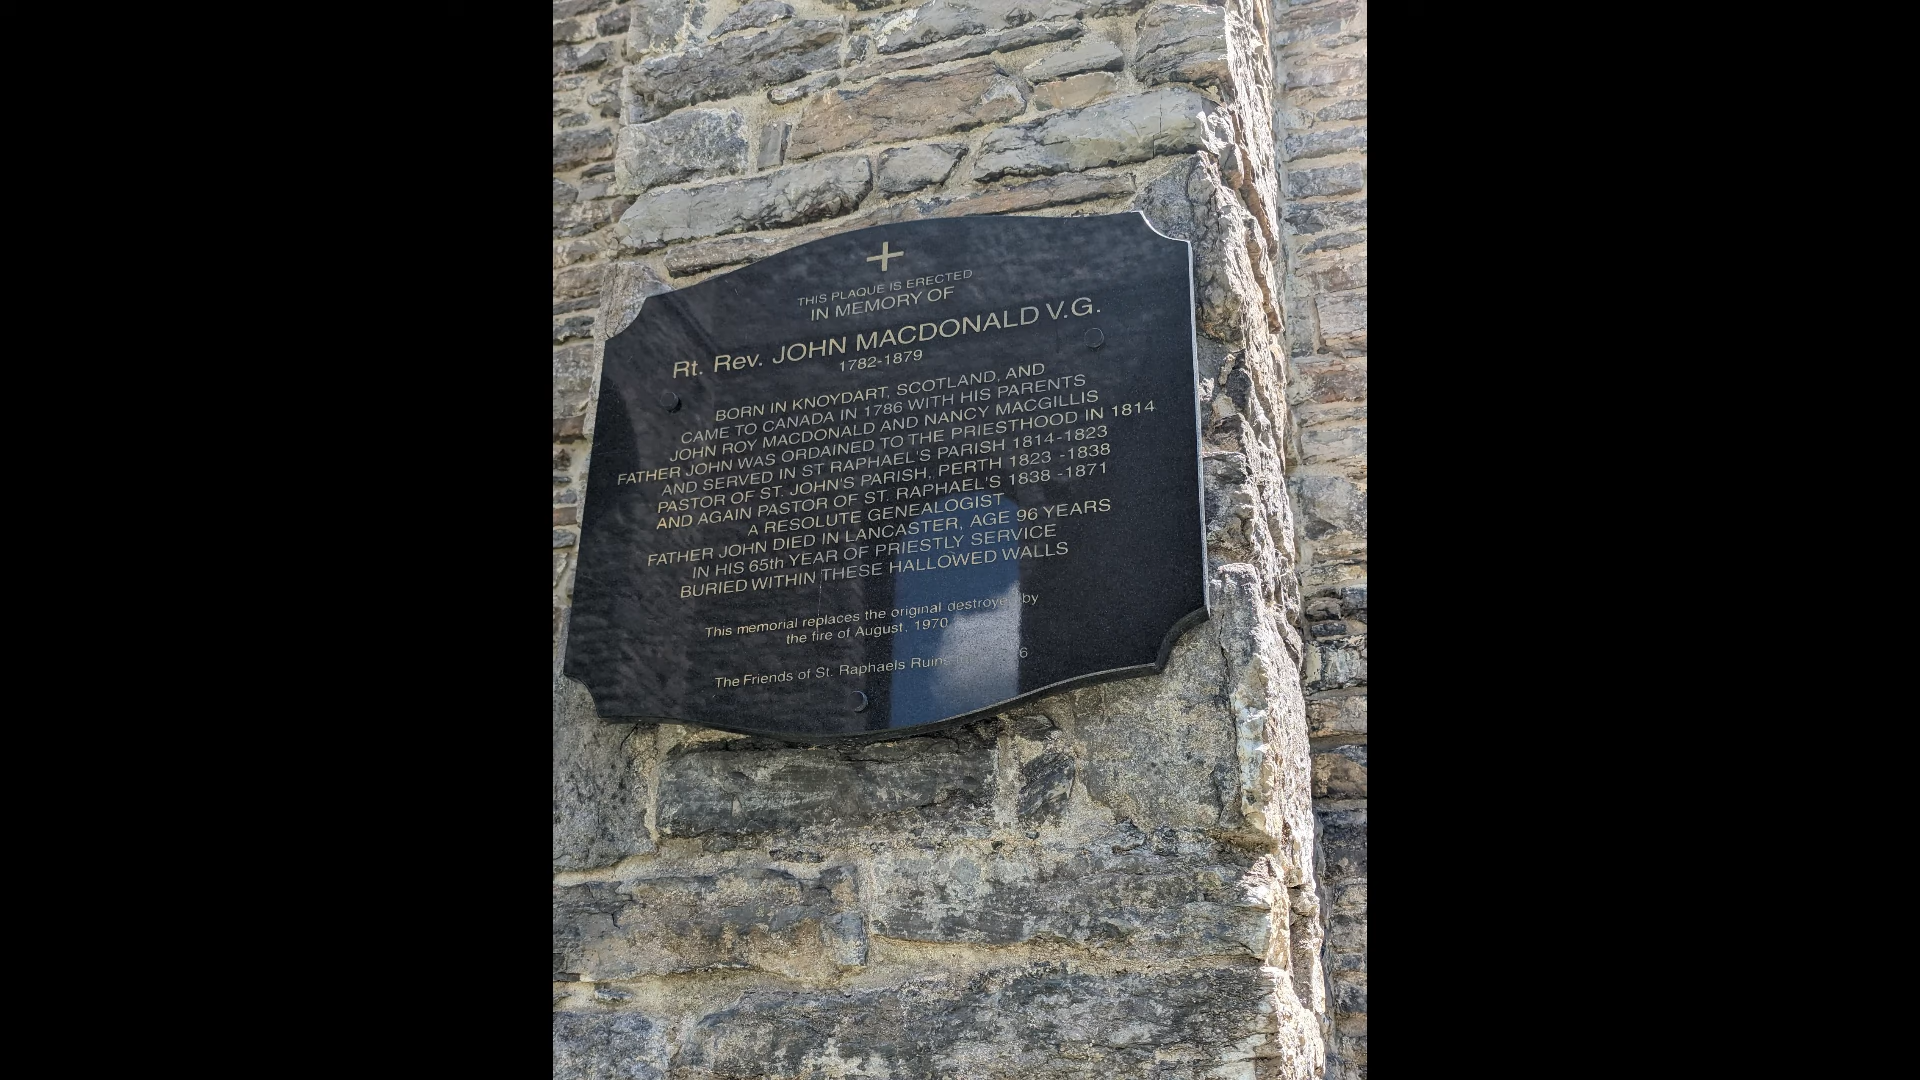 THIS PLAQUE IS ERECTED
IN MEMORY OF
Rt. Rev. JOHN MACDONALD V.G.
1782-1879
BORN IN KNOYDART, SCOTLAND, AND
CAME TO CANADA IN 1786 WITH HIS PARENTS
JOHN ROY MACDONALD AND NANCY MACGILLIS
FATHER JOHN WAS ORDAINED TO THE PRIESTHOOD IN 1814
AND SERVED IN ST RAPHAEL'S PARISH 1814-1823
PASTOR OF ST. JOHN'S PARISH, PERTH 1823 -1838
AND AGAIN PASTOR OF ST. RAPHAEL'S 1838 -1871
A RESOLUTE GENEALOGIST
FATHER JOHN DIED IN LANCASTER, AGE 96 YEARS
IN HIS 65th YEAR OF PRIESTLY SERVICE
BURIED WITHIN THESE HALLOWED WALLS
This memorial replaces the original destroyed by
the fire of August, 1970
The Friends of St. Raphaels Ruins